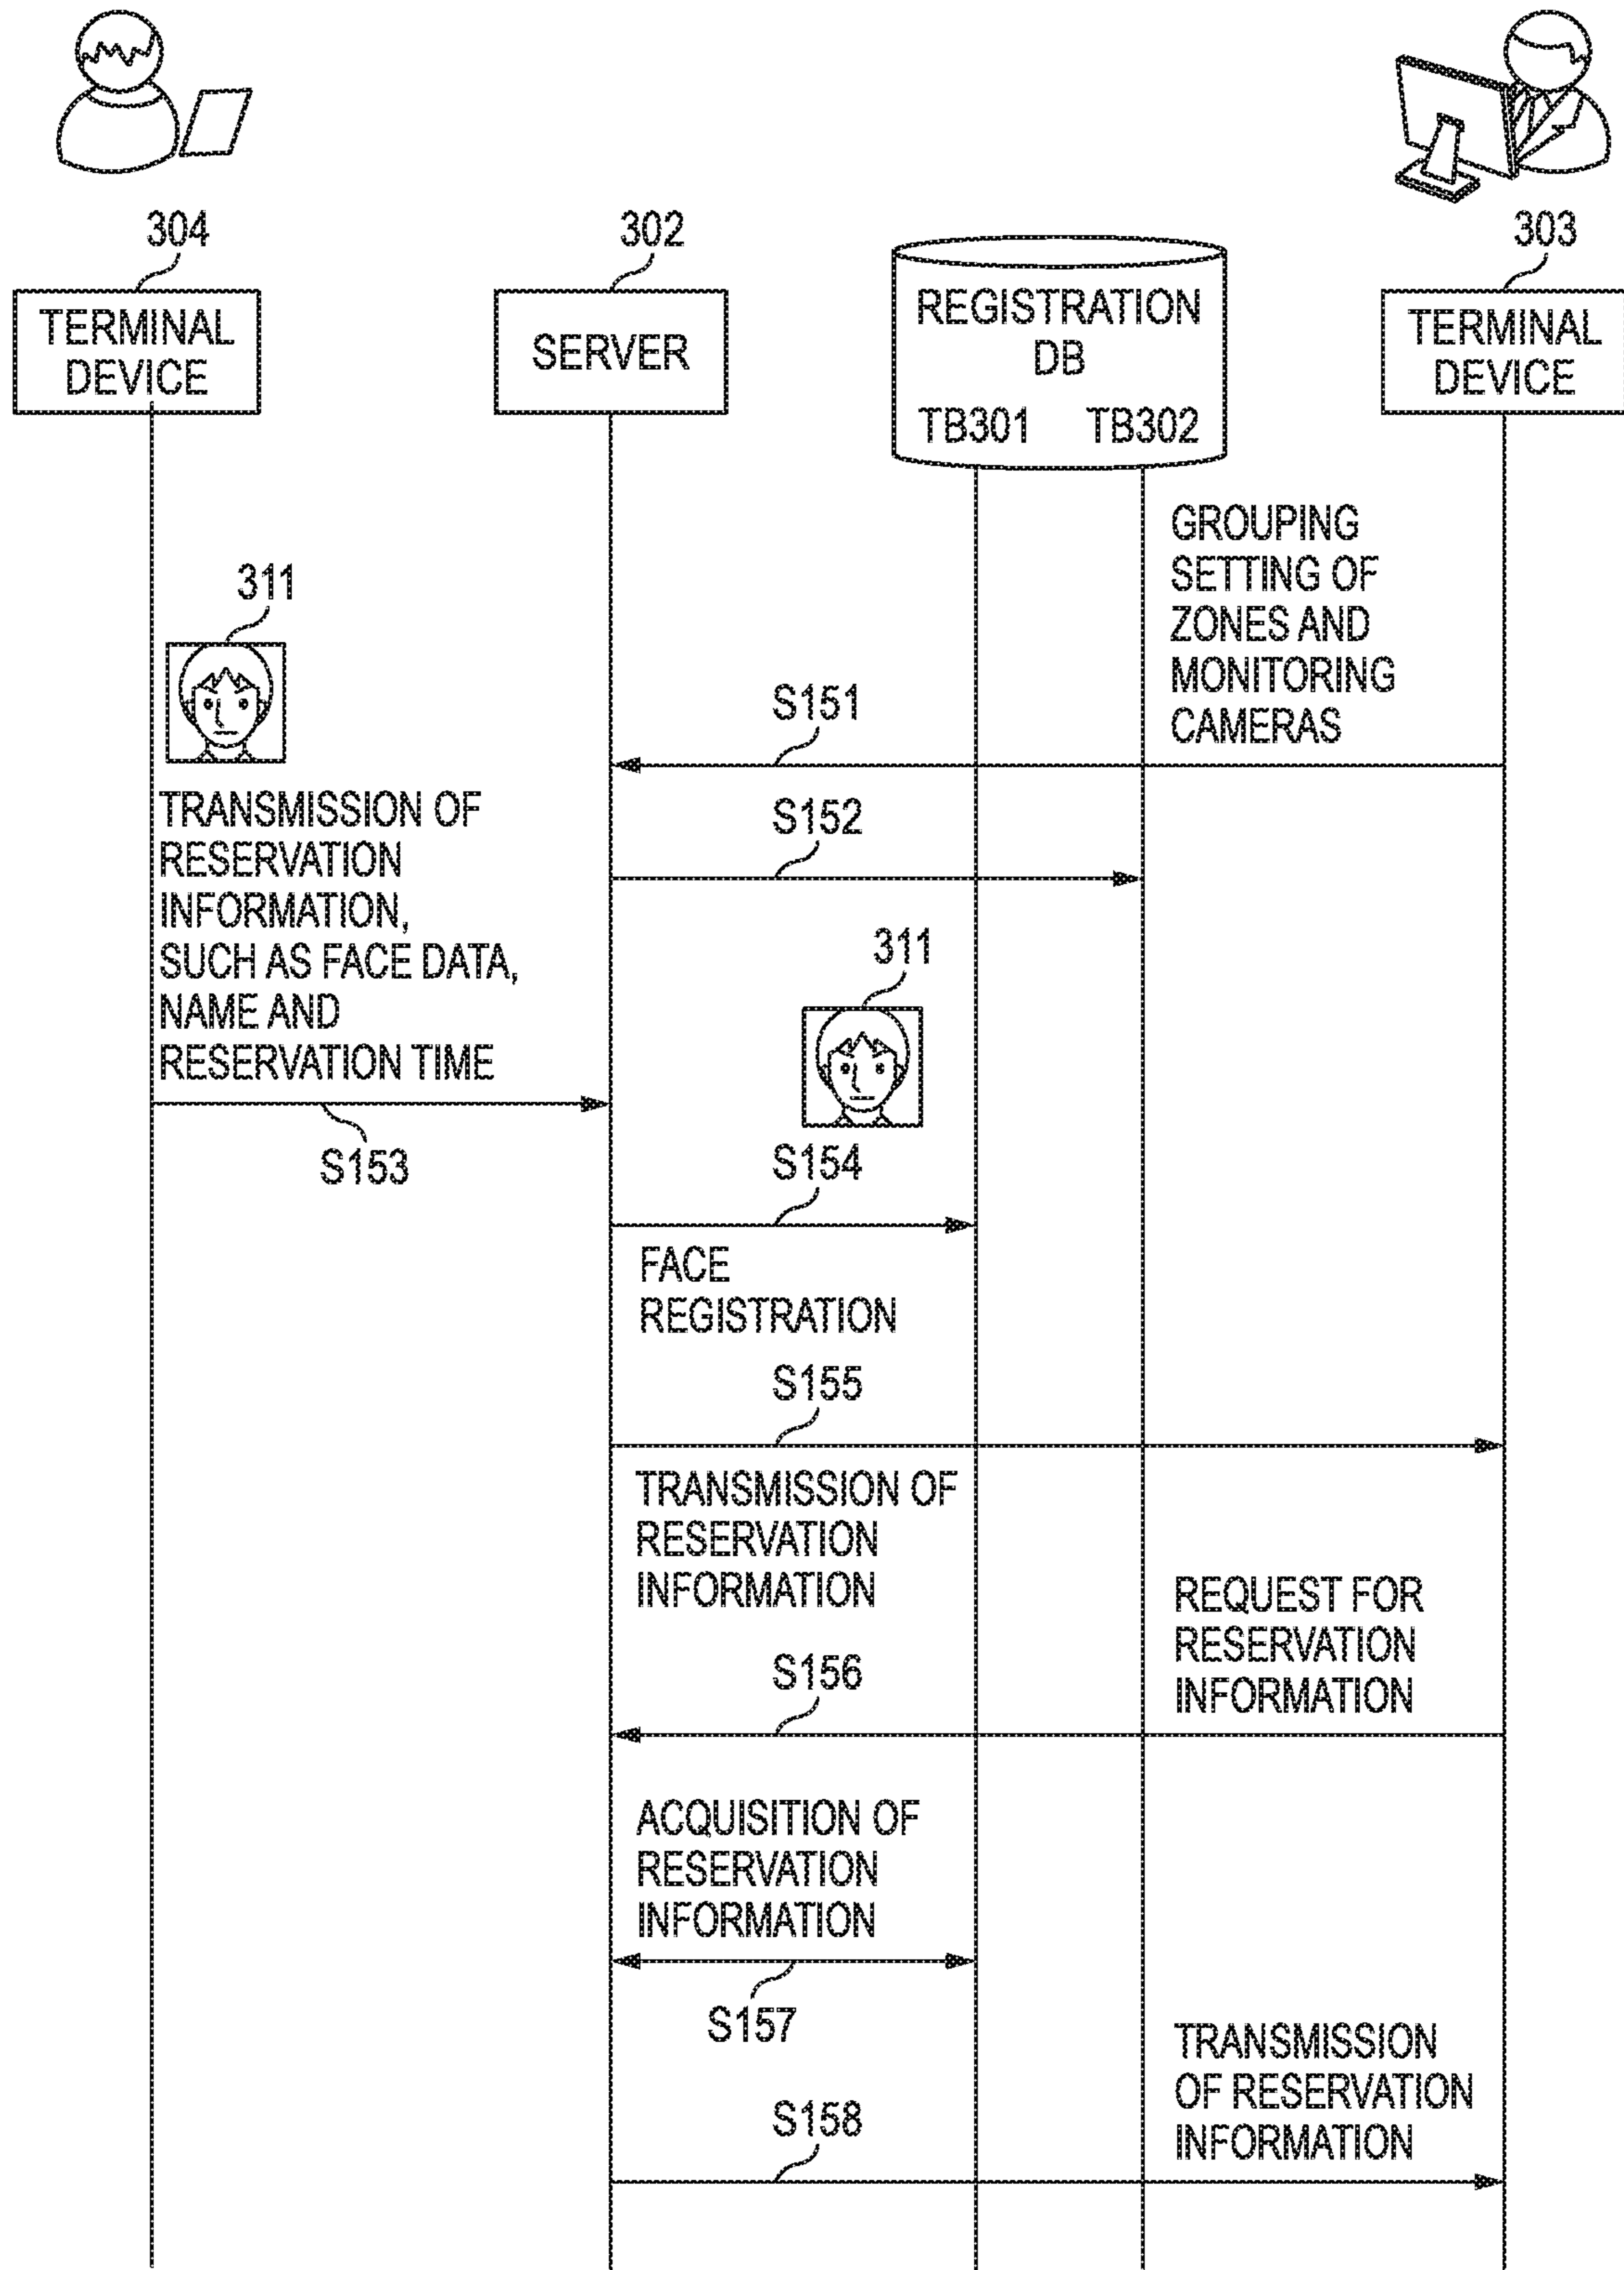 304
302
303
TERMINAL
DEVICE
SERVER
REGISTRATION
DB
TB301 TB302
TERMINAL
DEVICE
GROUPING
SETTING OF
ZONES AND
MONITORING
CAMERAS
311
S151
TRANSMISSION OF
RESERVATION
INFORMATION,
SUCH AS FACE DATA,
NAME AND
RESERVATION TIME
S152
311
S153
S154
FACE
REGISTRATION
S155
TRANSMISSION OF
RESERVATION
INFORMATION
REQUEST FOR
RESERVATION
INFORMATION
S156
ACQUISITION OF
RESERVATION
INFORMATION
S157
TRANSMISSION
OF RESERVATION
INFORMATION
S158